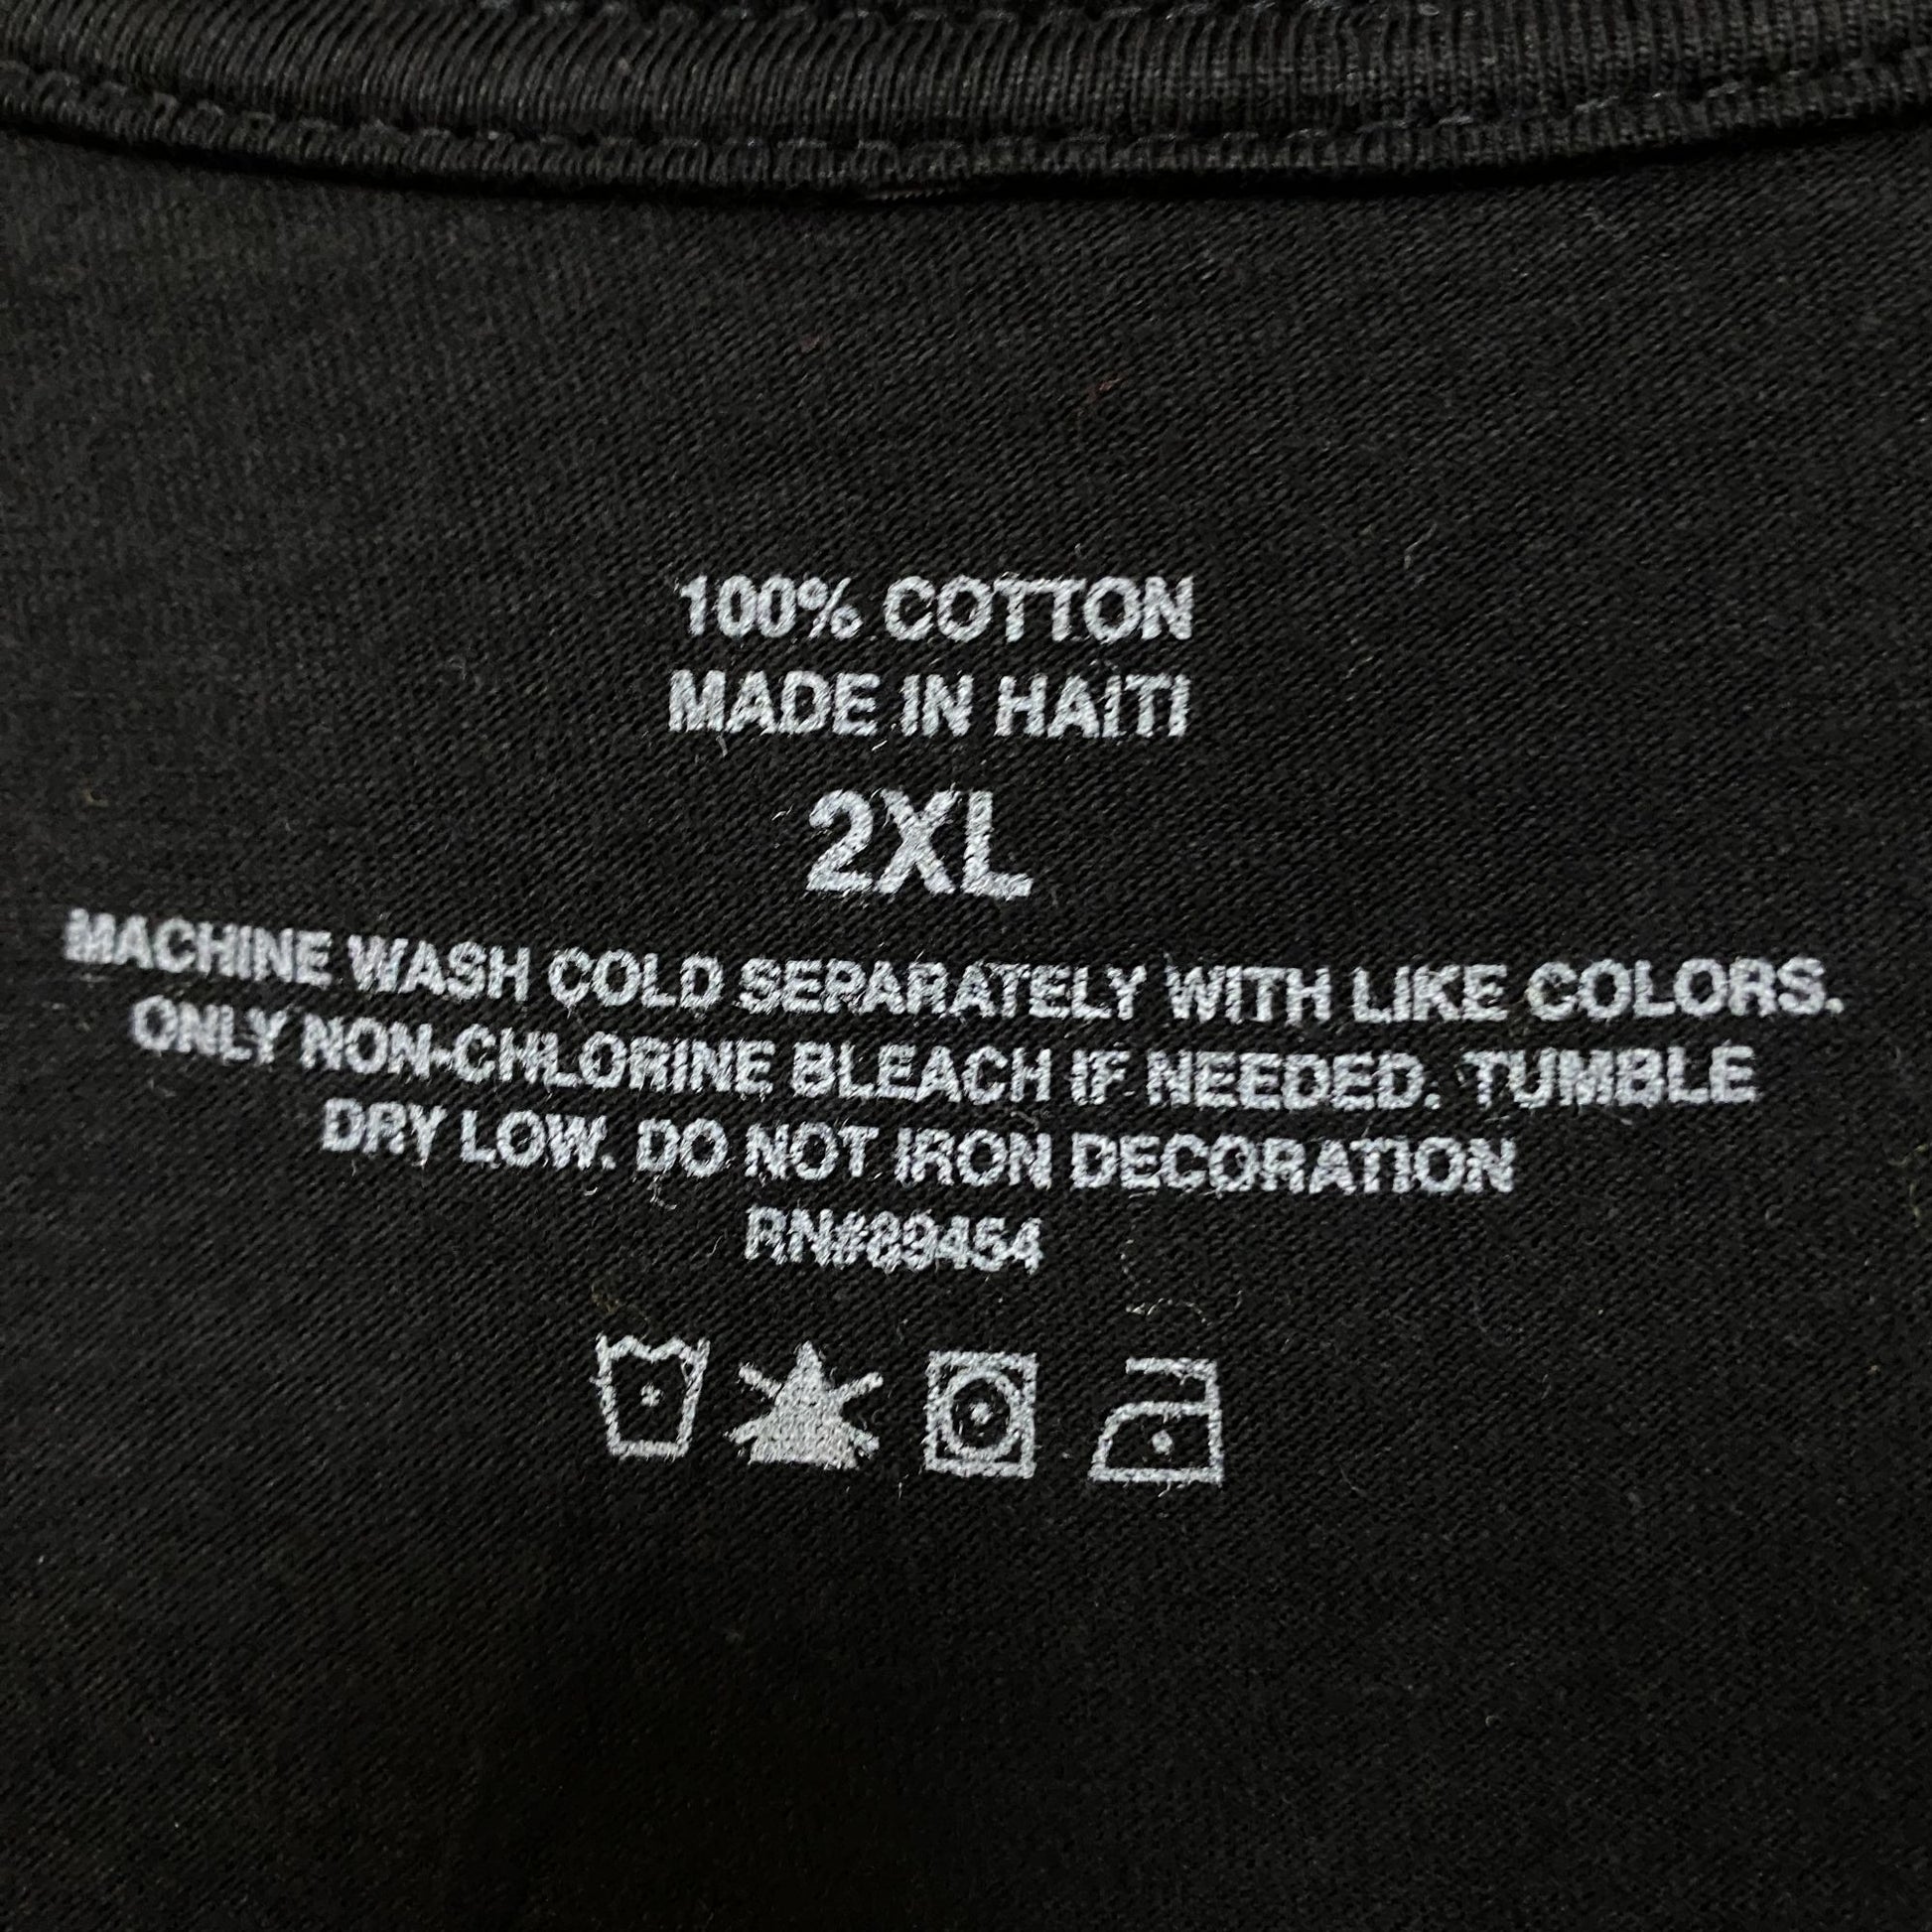 100% COTTON
MADE IN HAITI
2XL
MACHINE WASH COLD SEPARATELY WITH LIKE COLORS.
ONLY NON-CHLORINE BLEACH IF NEEDED. TUMBLE
DRY LOW. DO NOT IRON DECORATION
RN#89454